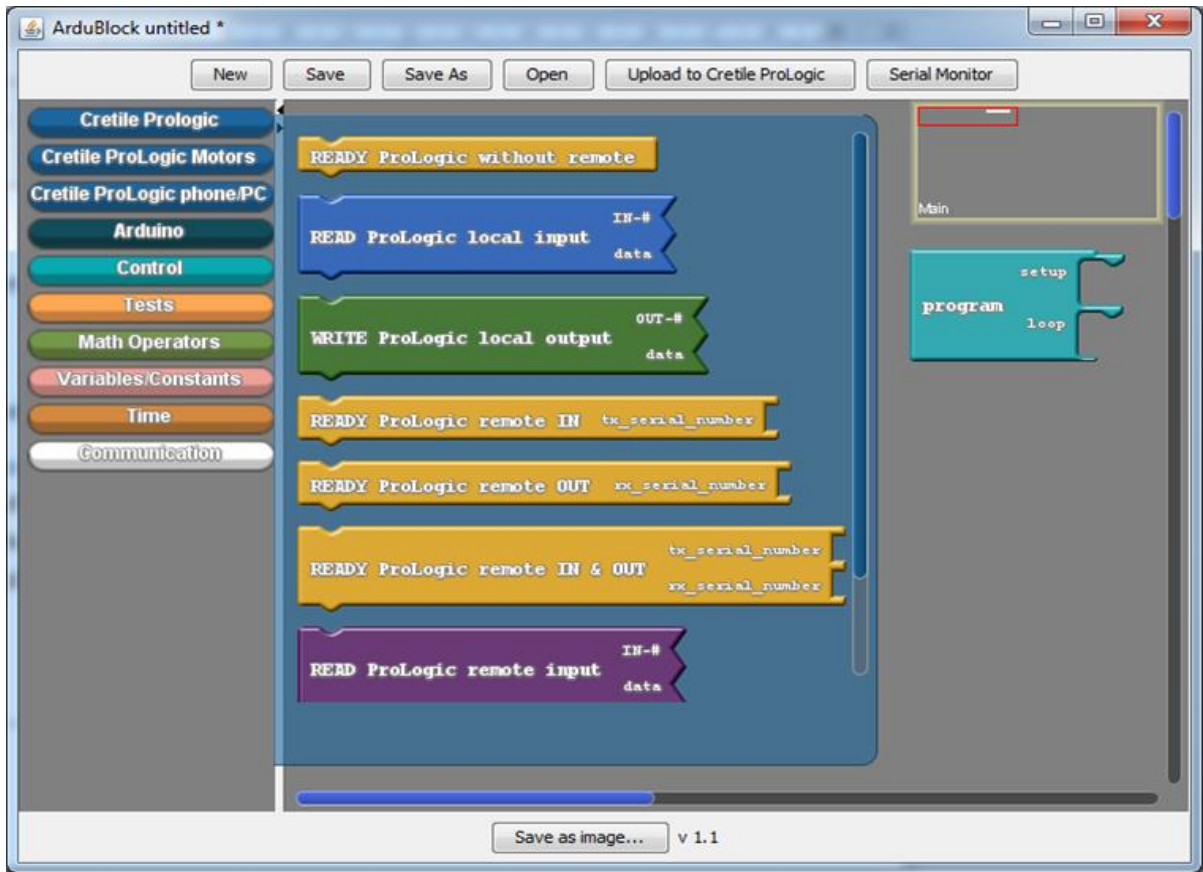 ArduBlock untitled *
New Save Save As Open Upload to Cretile ProLogic Serial Monitor
Cretile Prologic
Cretile ProLogic Motors
Cretile ProLogic phone/PC
Arduino
Control
Tests
Math Operators
Variables/Constants
Time
Communication
READY ProLogic without remote
READ ProLogic local input IN-# data
WRITE ProLogic local output OUT-# data
READY ProLogic remote IN tx_serial_number
READY ProLogic remote OUT rx_serial_number
READY ProLogic remote IN & OUT tx_serial_number rx_serial_number
READ ProLogic remote input IN-# data
Main
program setup loop
Save as image... v 1.1